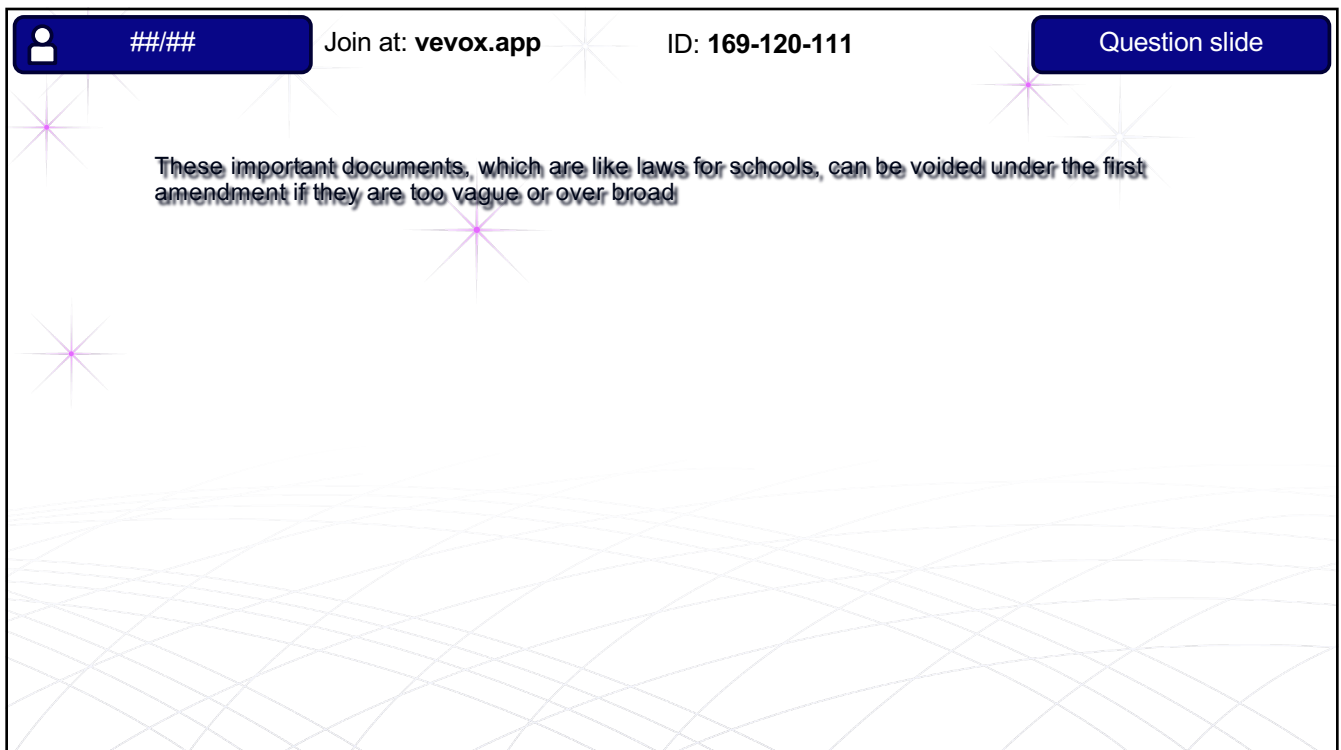 ##/## Join at: vevox.app ID: 169-120-111 Question slide
These important documents, which are like laws for schools, can be voided under the first
amendment if they are too vague or over broad